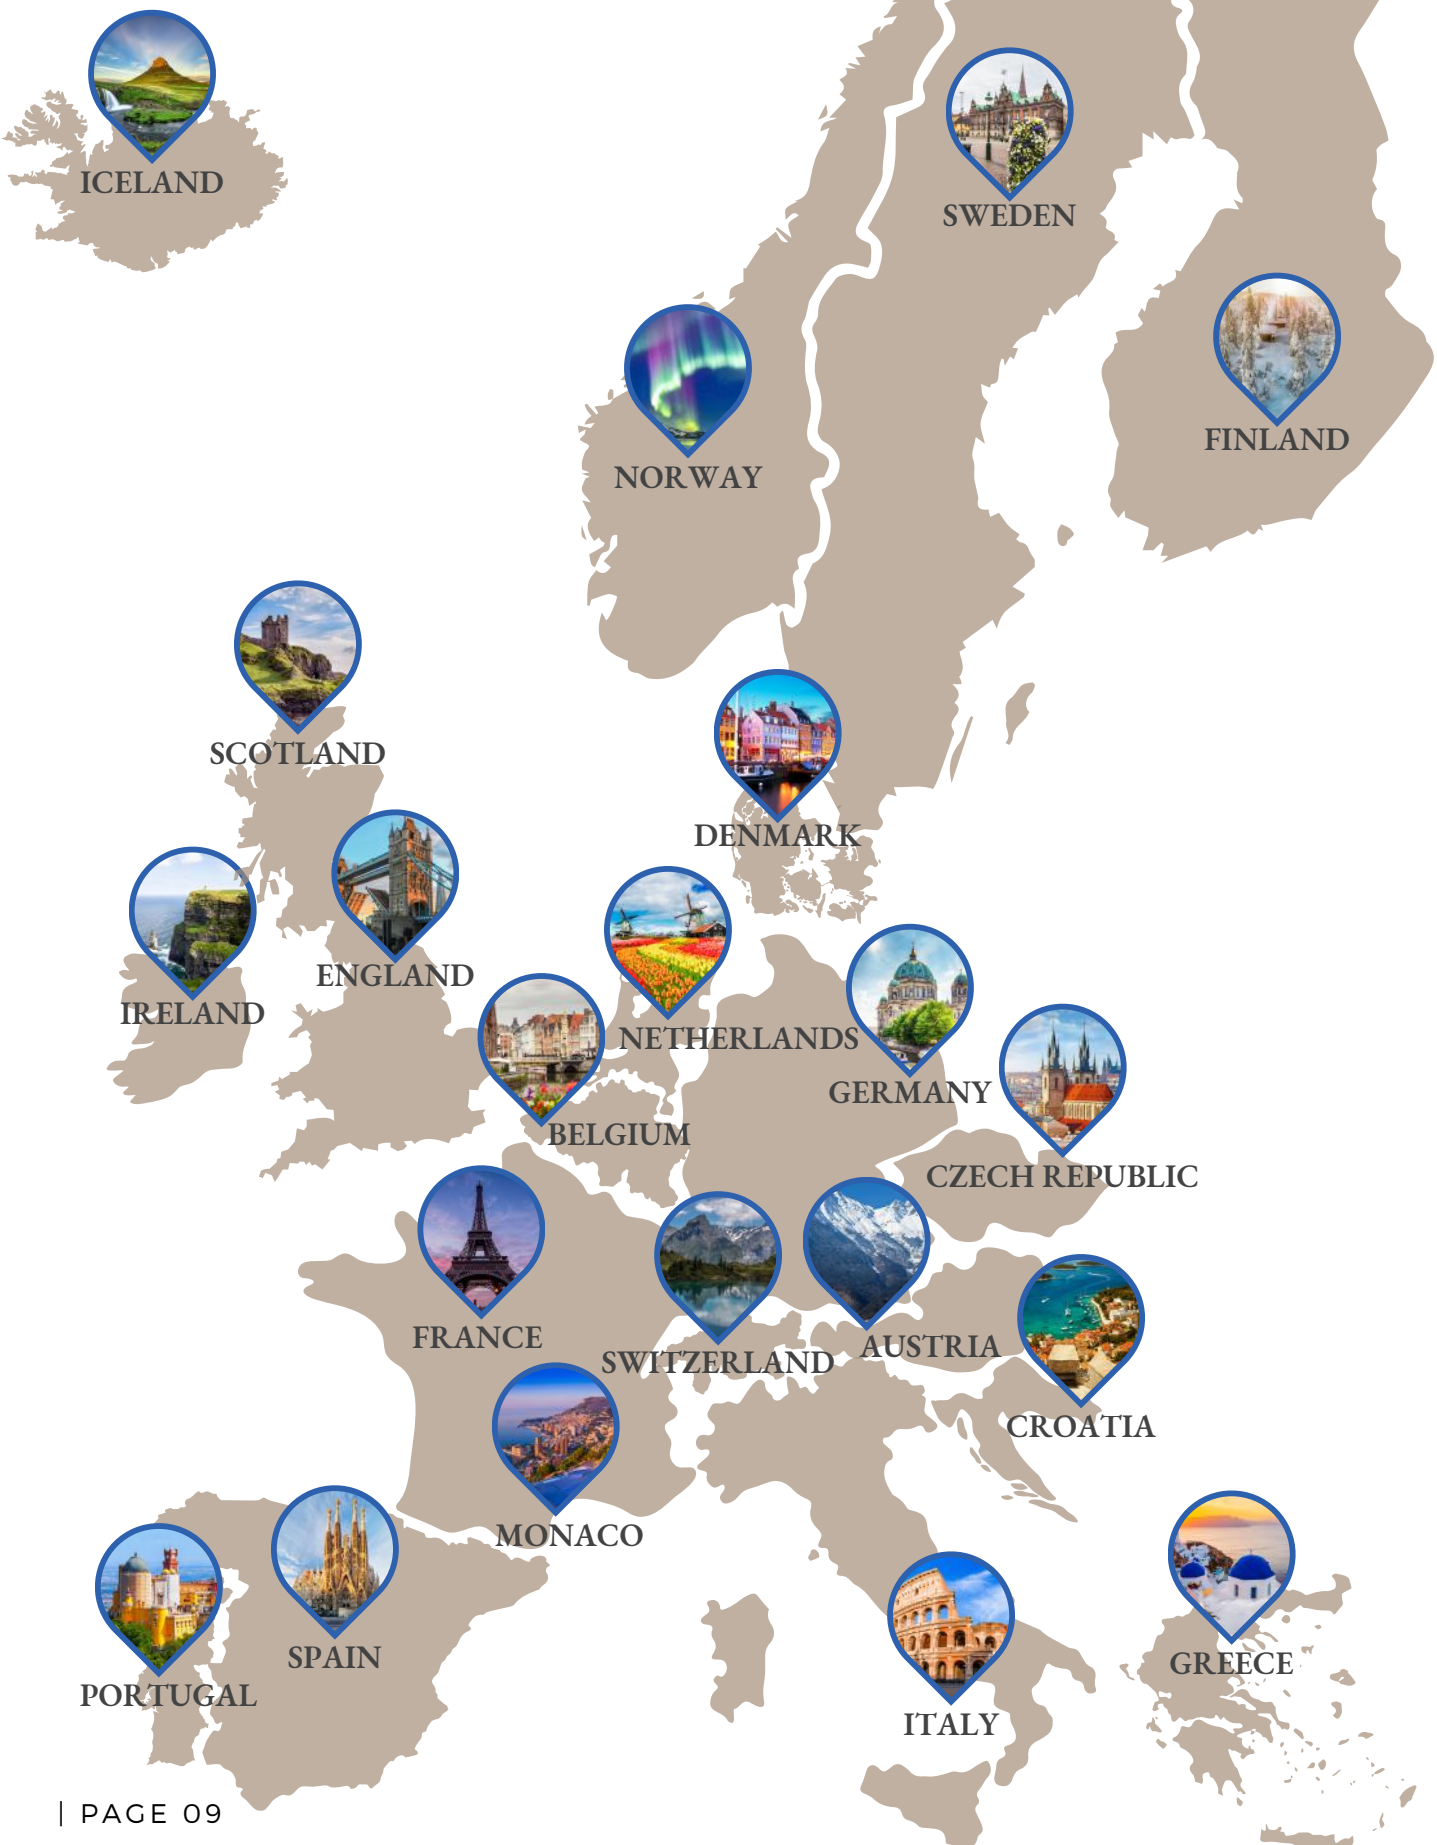 ICELAND
SWEDEN
FINLAND
NORWAY
SCOTLAND
DENMARK
ENGLAND
IRELAND
NETHERLANDS
GERMANY
BELGIUM
CZECH REPUBLIC
FRANCE
SWITZERLAND
AUSTRIA
CROATIA
MONACO
SPAIN
GREECE
PORTUGAL
ITALY
| PAGE 09